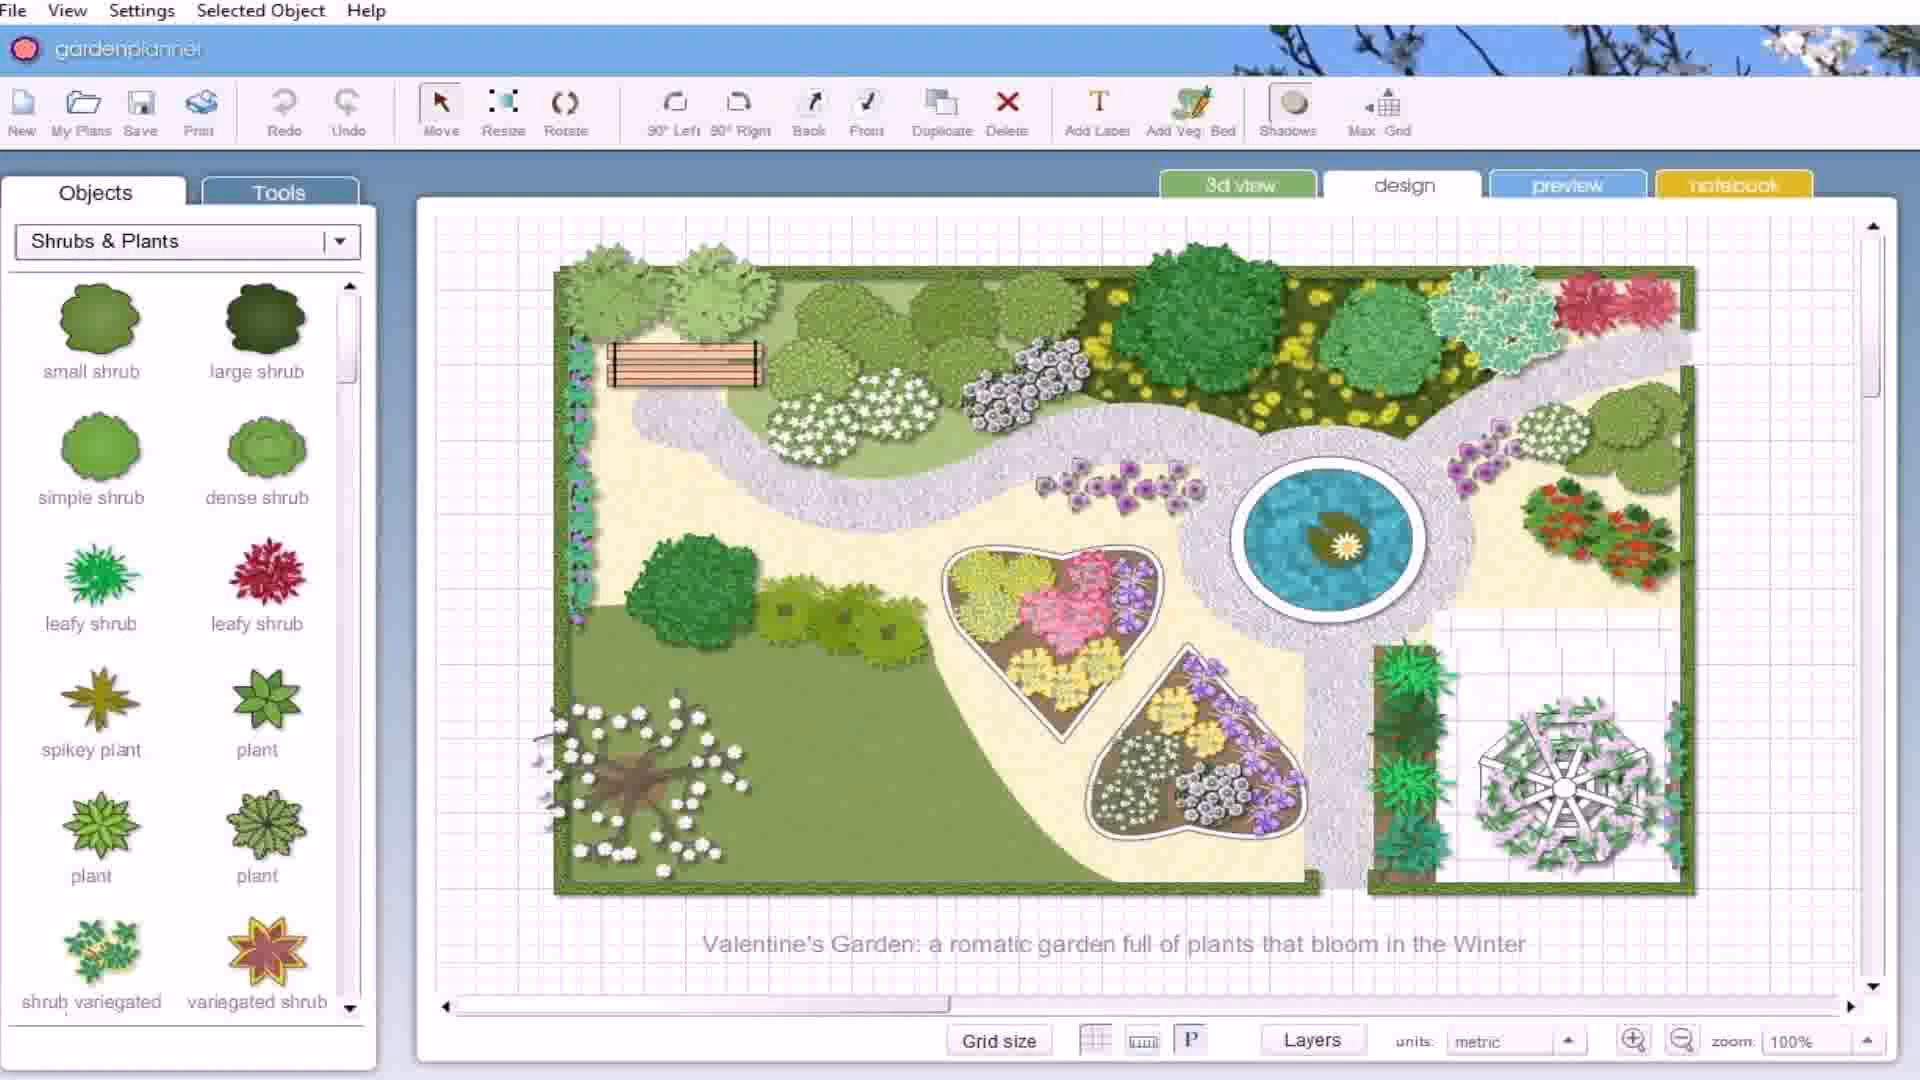 File View Settings Selected Object Help
gardenplanner
New My Plans Save Print Redo Undo Move Resize Rotate 90° Left 90° Right Back Front Duplicate Delete Add Label Add Veg. Bed Shadows Max. Grid
Objects Tools
3d view design preview notebook
Shrubs & Plants
small shrub large shrub
simple shrub dense shrub
leafy shrub leafy shrub
spikey plant plant
plant plant
shrub variegated variegated shrub
Valentine's Garden: a romatic garden full of plants that bloom in the Winter
Grid size P Layers units: metric zoom: 100%